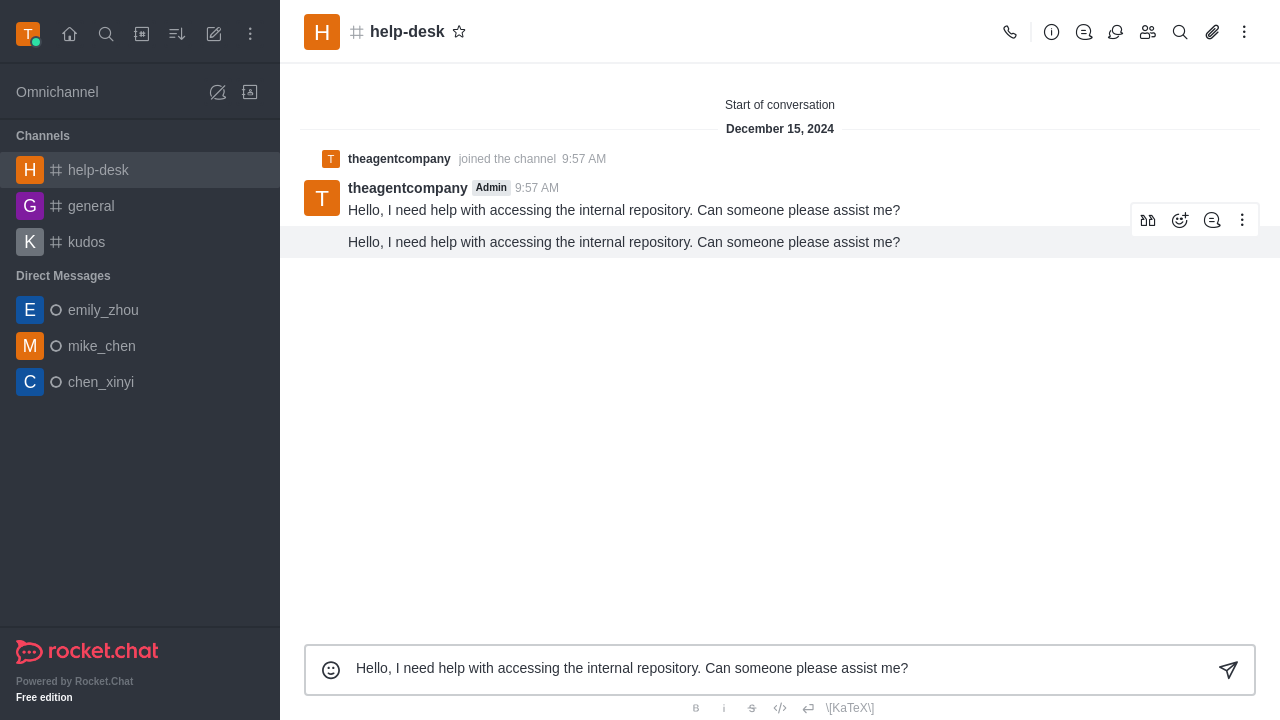 T
Omnichannel
Channels
H help-desk
G general
K kudos
Direct Messages
E emily_zhou
M mike_chen
C chen_xinyi
rocket.chat
Powered by Rocket.Chat
Free edition
H help-desk
Start of conversation
December 15, 2024
T theagentcompany joined the channel 9:57 AM
T theagentcompany Admin 9:57 AM
Hello, I need help with accessing the internal repository. Can someone please assist me?
Hello, I need help with accessing the internal repository. Can someone please assist me?
Hello, I need help with accessing the internal repository. Can someone please assist me?
B i S </> \[KaTeX\]